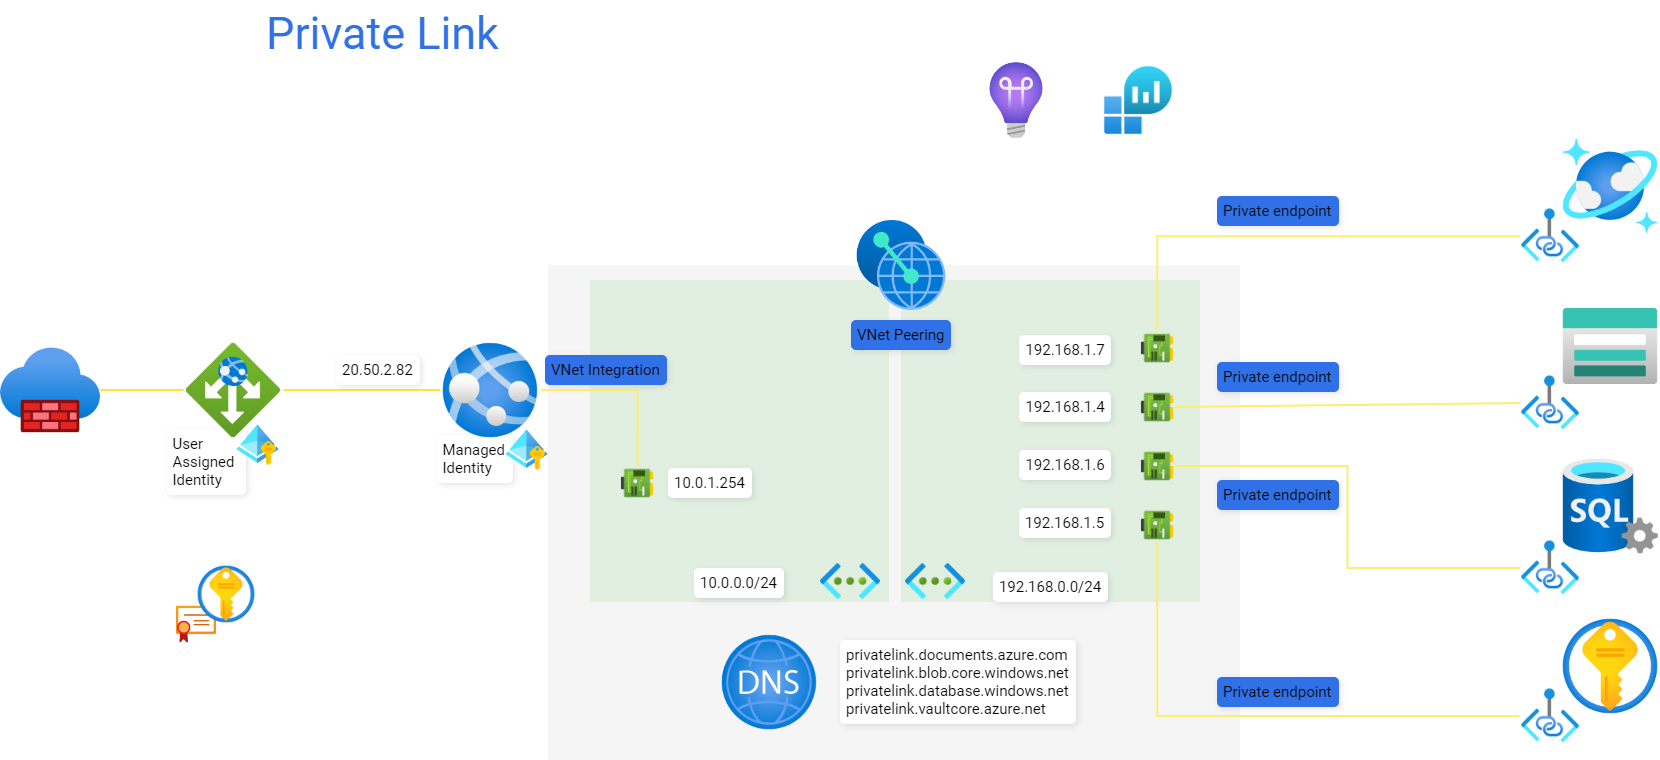 Private Link
Private endpoint
VNet Peering
192.168.1.7
20.50.2.82
VNet Integration
Private endpoint
192.168.1.4
User
Assigned
Identity
Managed
Identity
10.0.1.254
192.168.1.6
Private endpoint
192.168.1.5
SQL
10.0.0.0/24
192.168.0.0/24
DNS
privatelink.documents.azure.com
privatelink.blob.core.windows.net
privatelink.database.windows.net
privatelink.vaultcore.azure.net
Private endpoint